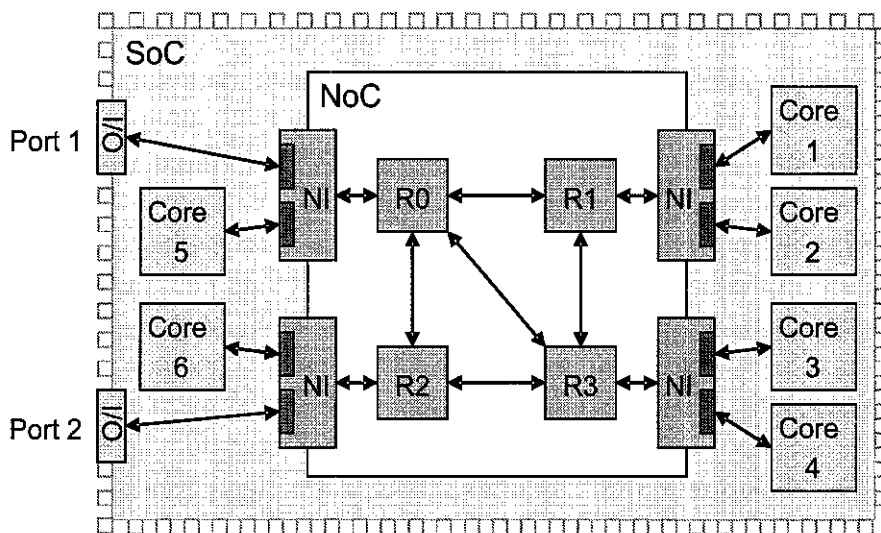 SoC
NoC
Port 1
I/O
Core
1
NI
R0
R1
NI
Core
5
Core
2
Core
6
Core
3
NI
R2
R3
NI
Port 2
I/O
Core
4